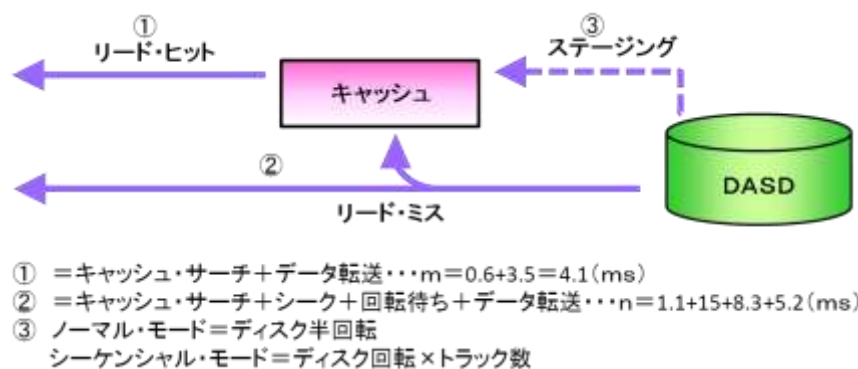 ①
リード・ヒット
③
ステージング
キャッシュ
②
DASD
リード・ミス
① ＝キャッシュ・サーチ＋データ転送・・・m＝0.6+3.5＝4.1(ms)
② ＝キャッシュ・サーチ＋シーク＋回転待ち＋データ転送・・・n＝1.1+15+8.3+5.2(ms)
③ ノーマル・モード＝ディスク半回転
シーケンシャル・モード＝ディスク回転×トラック数